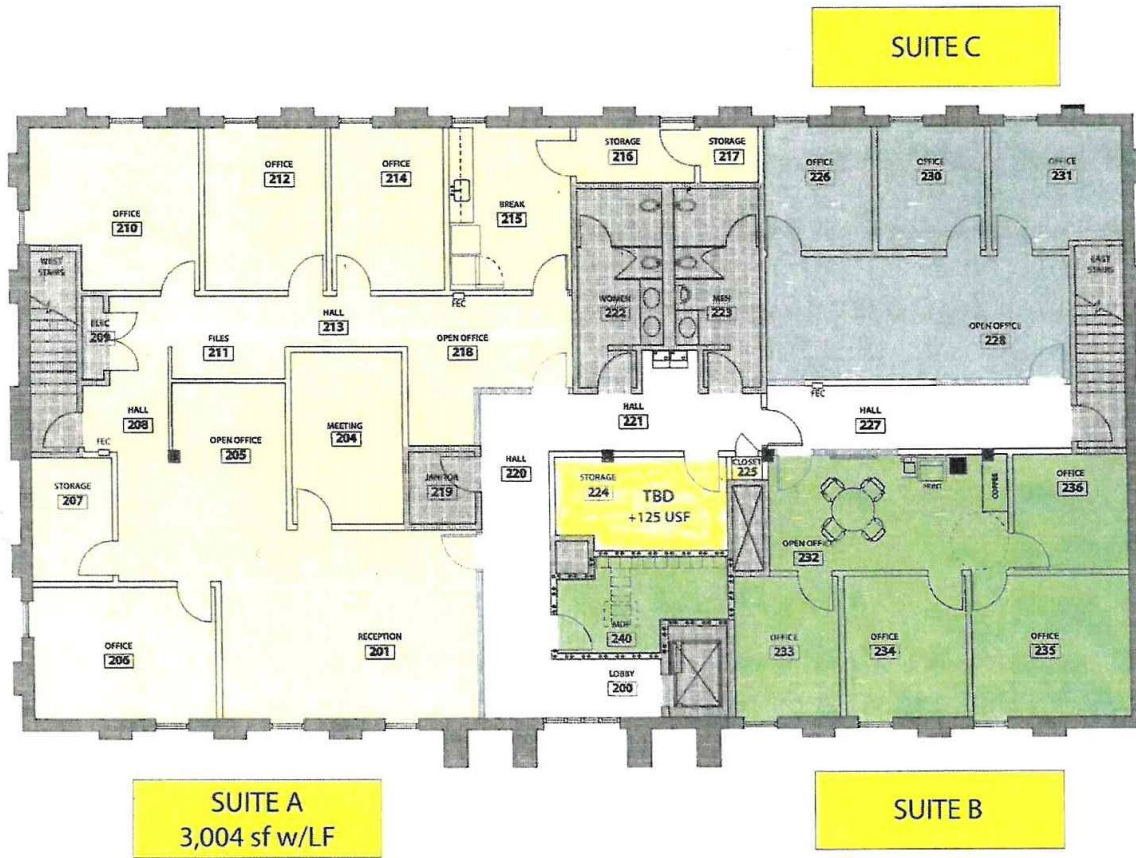 SUITE C
STORAGE
216
STORAGE
217
OFFICE
212
OFFICE
214
OFFICE
226
OFFICE
230
OFFICE
231
OFFICE
210
BREAK
215
WEST
STAIRS
EAST
STAIRS
WOMEN
222
MEN
223
ELEC
209
FEC
HALL
213
FILES
211
OPEN OFFICE
218
OPEN OFFICE
228
FEC
HALL
208
FEC
OPEN OFFICE
205
MEETING
204
HALL
221
HALL
227
HALL
220
JANITOR
219
STORAGE
207
STORAGE
224
TBD
+125 USF
CLOSET
225
PRINT
COFFEE
OFFICE
236
OPEN OFFICE
232
OFFICE
206
RECEPTION
201
MDF
240
LOBBY
200
OFFICE
233
OFFICE
234
OFFICE
235
SUITE A
3,004 sf w/LF
SUITE B